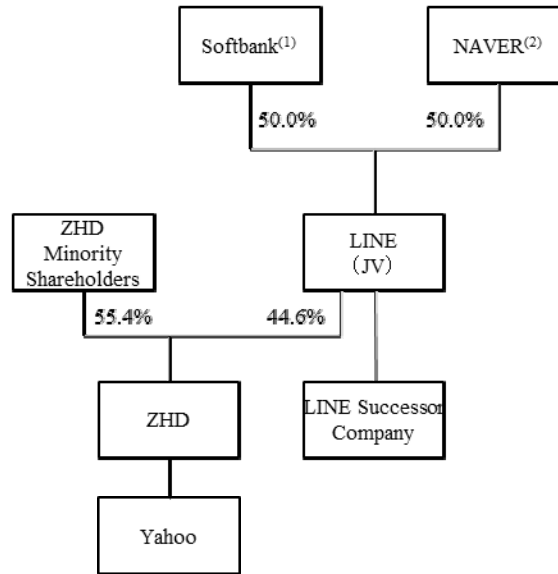 Softbank(1)
NAVER(2)
50.0%
50.0%
ZHD
Minority
Shareholders
LINE
(JV)
55.4%
44.6%
ZHD
LINE Successor
Company
Yahoo